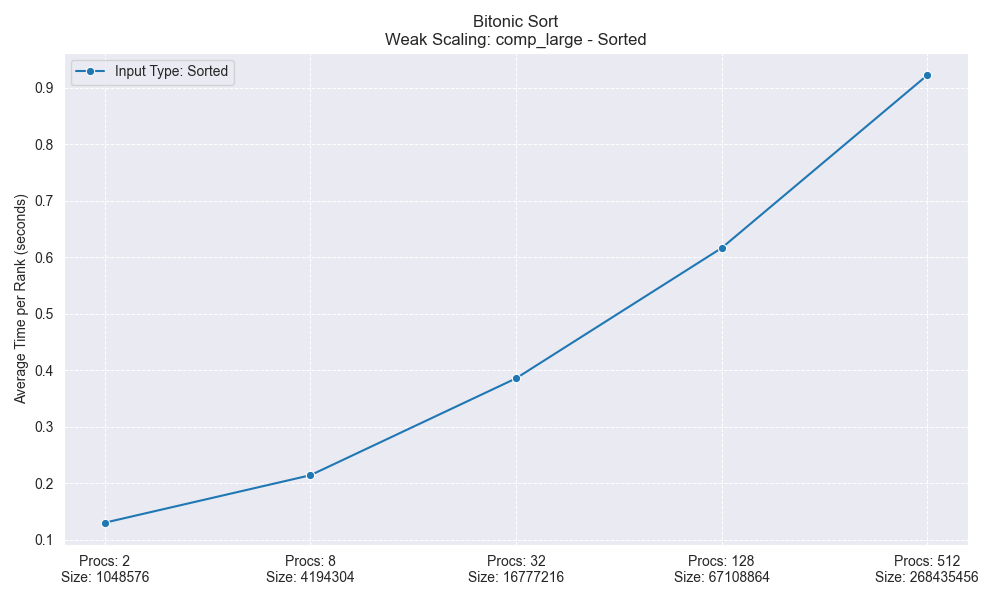 Bitonic Sort
Weak Scaling: comp_large - Sorted
Input Type: Sorted
Average Time per Rank (seconds)
0.9
0.8
0.7
0.6
0.5
0.4
0.3
0.2
0.1
Procs: 2
Size: 1048576
Procs: 8
Size: 4194304
Procs: 32
Size: 16777216
Procs: 128
Size: 67108864
Procs: 512
Size: 268435456